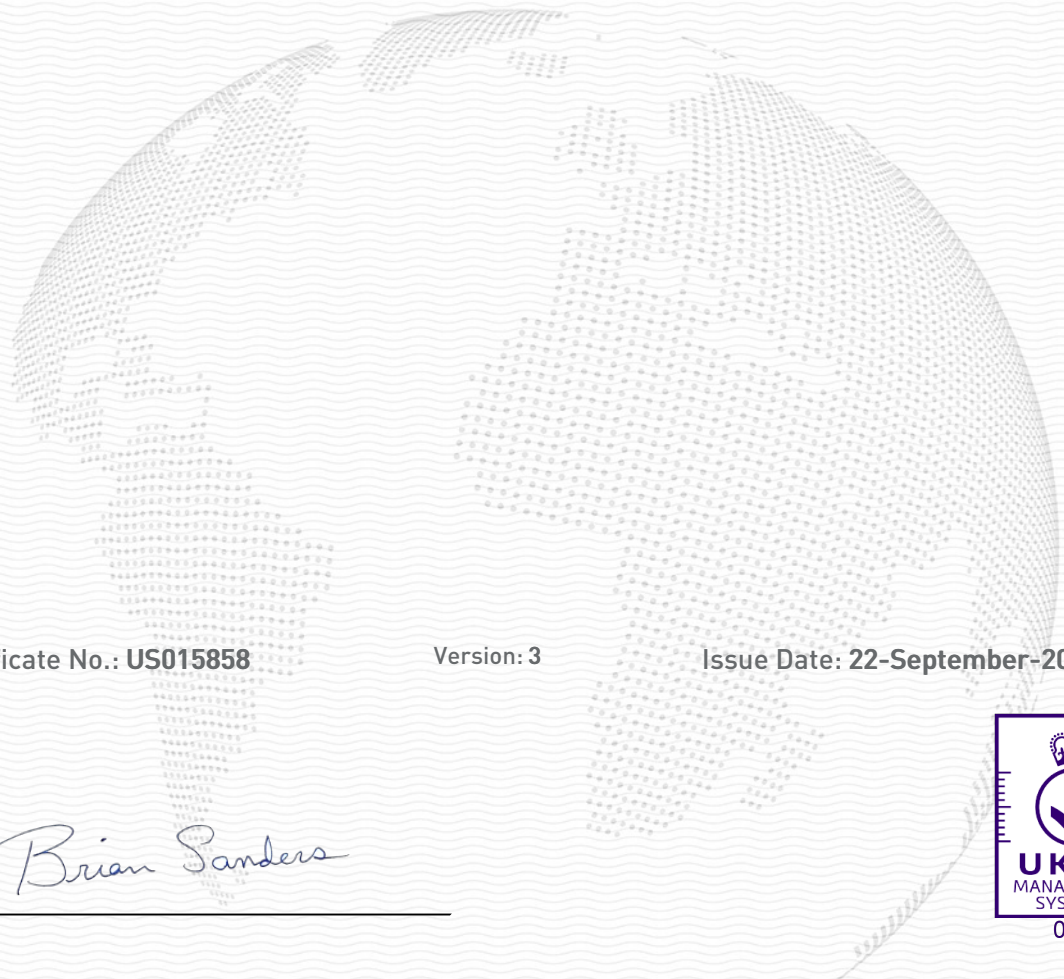 icate No.: US015858 Version: 3 Issue Date: 22-September-20
Brian Sanders
UK
MANA
SYS
0